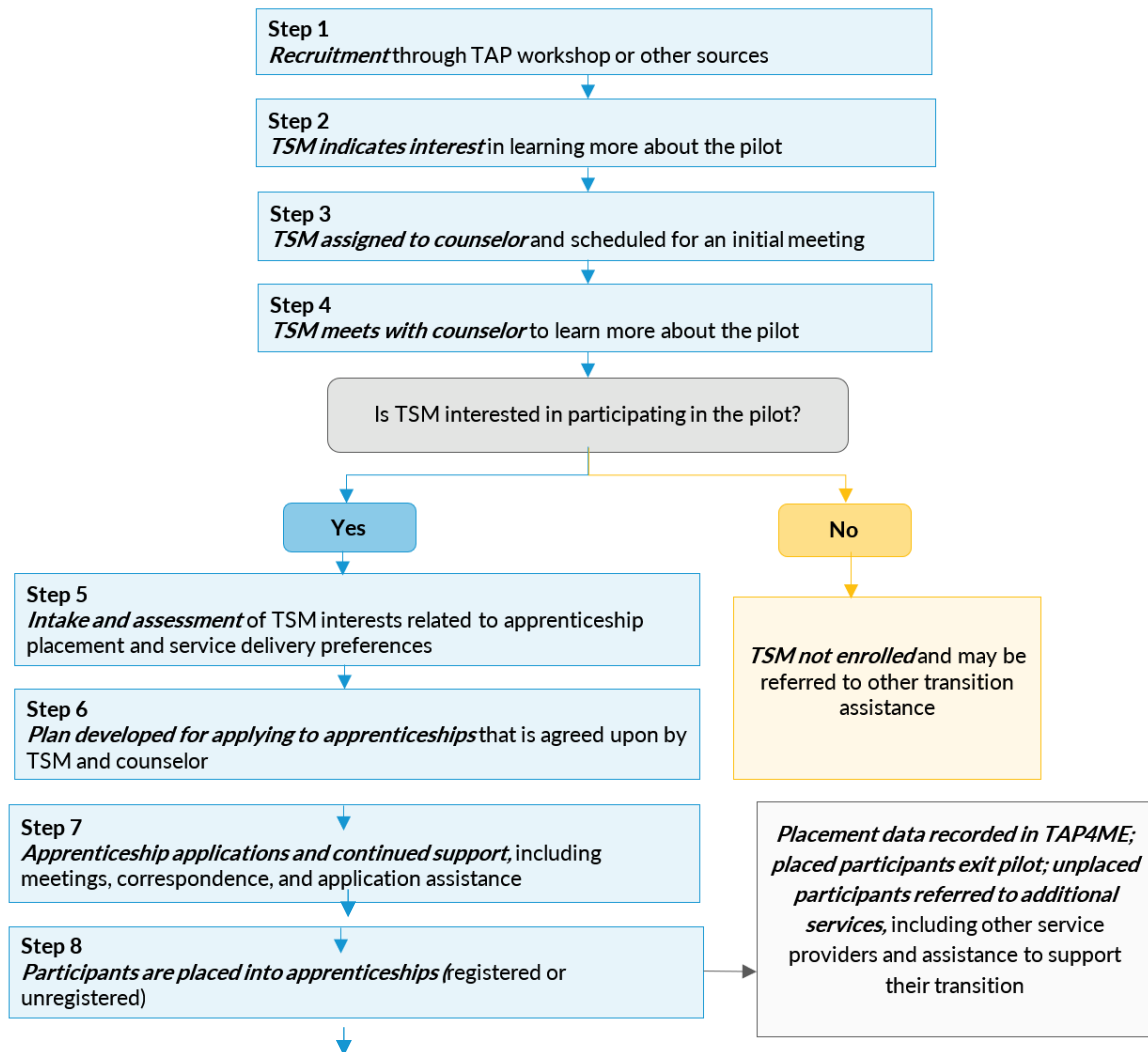 Step 1
Recruitment through TAP workshop or other sources
Step 2
TSM indicates interest in learning more about the pilot
Step 3
TSM assigned to counselor and scheduled for an initial meeting
Step 4
TSM meets with counselor to learn more about the pilot
Is TSM interested in participating in the pilot?
Yes
No
Step 5
Intake and assessment of TSM interests related to apprenticeship
placement and service delivery preferences
TSM not enrolled and may be
referred to other transition
assistance
Step 6
Plan developed for applying to apprenticeships that is agreed upon by
TSM and counselor
Step 7
Apprenticeship applications and continued support, including
meetings, correspondence, and application assistance
Step 8
Participants are placed into apprenticeships (registered or
unregistered)
Placement data recorded in TAP4ME;
placed participants exit pilot; unplaced
participants referred to additional
services, including other service
providers and assistance to support
their transition